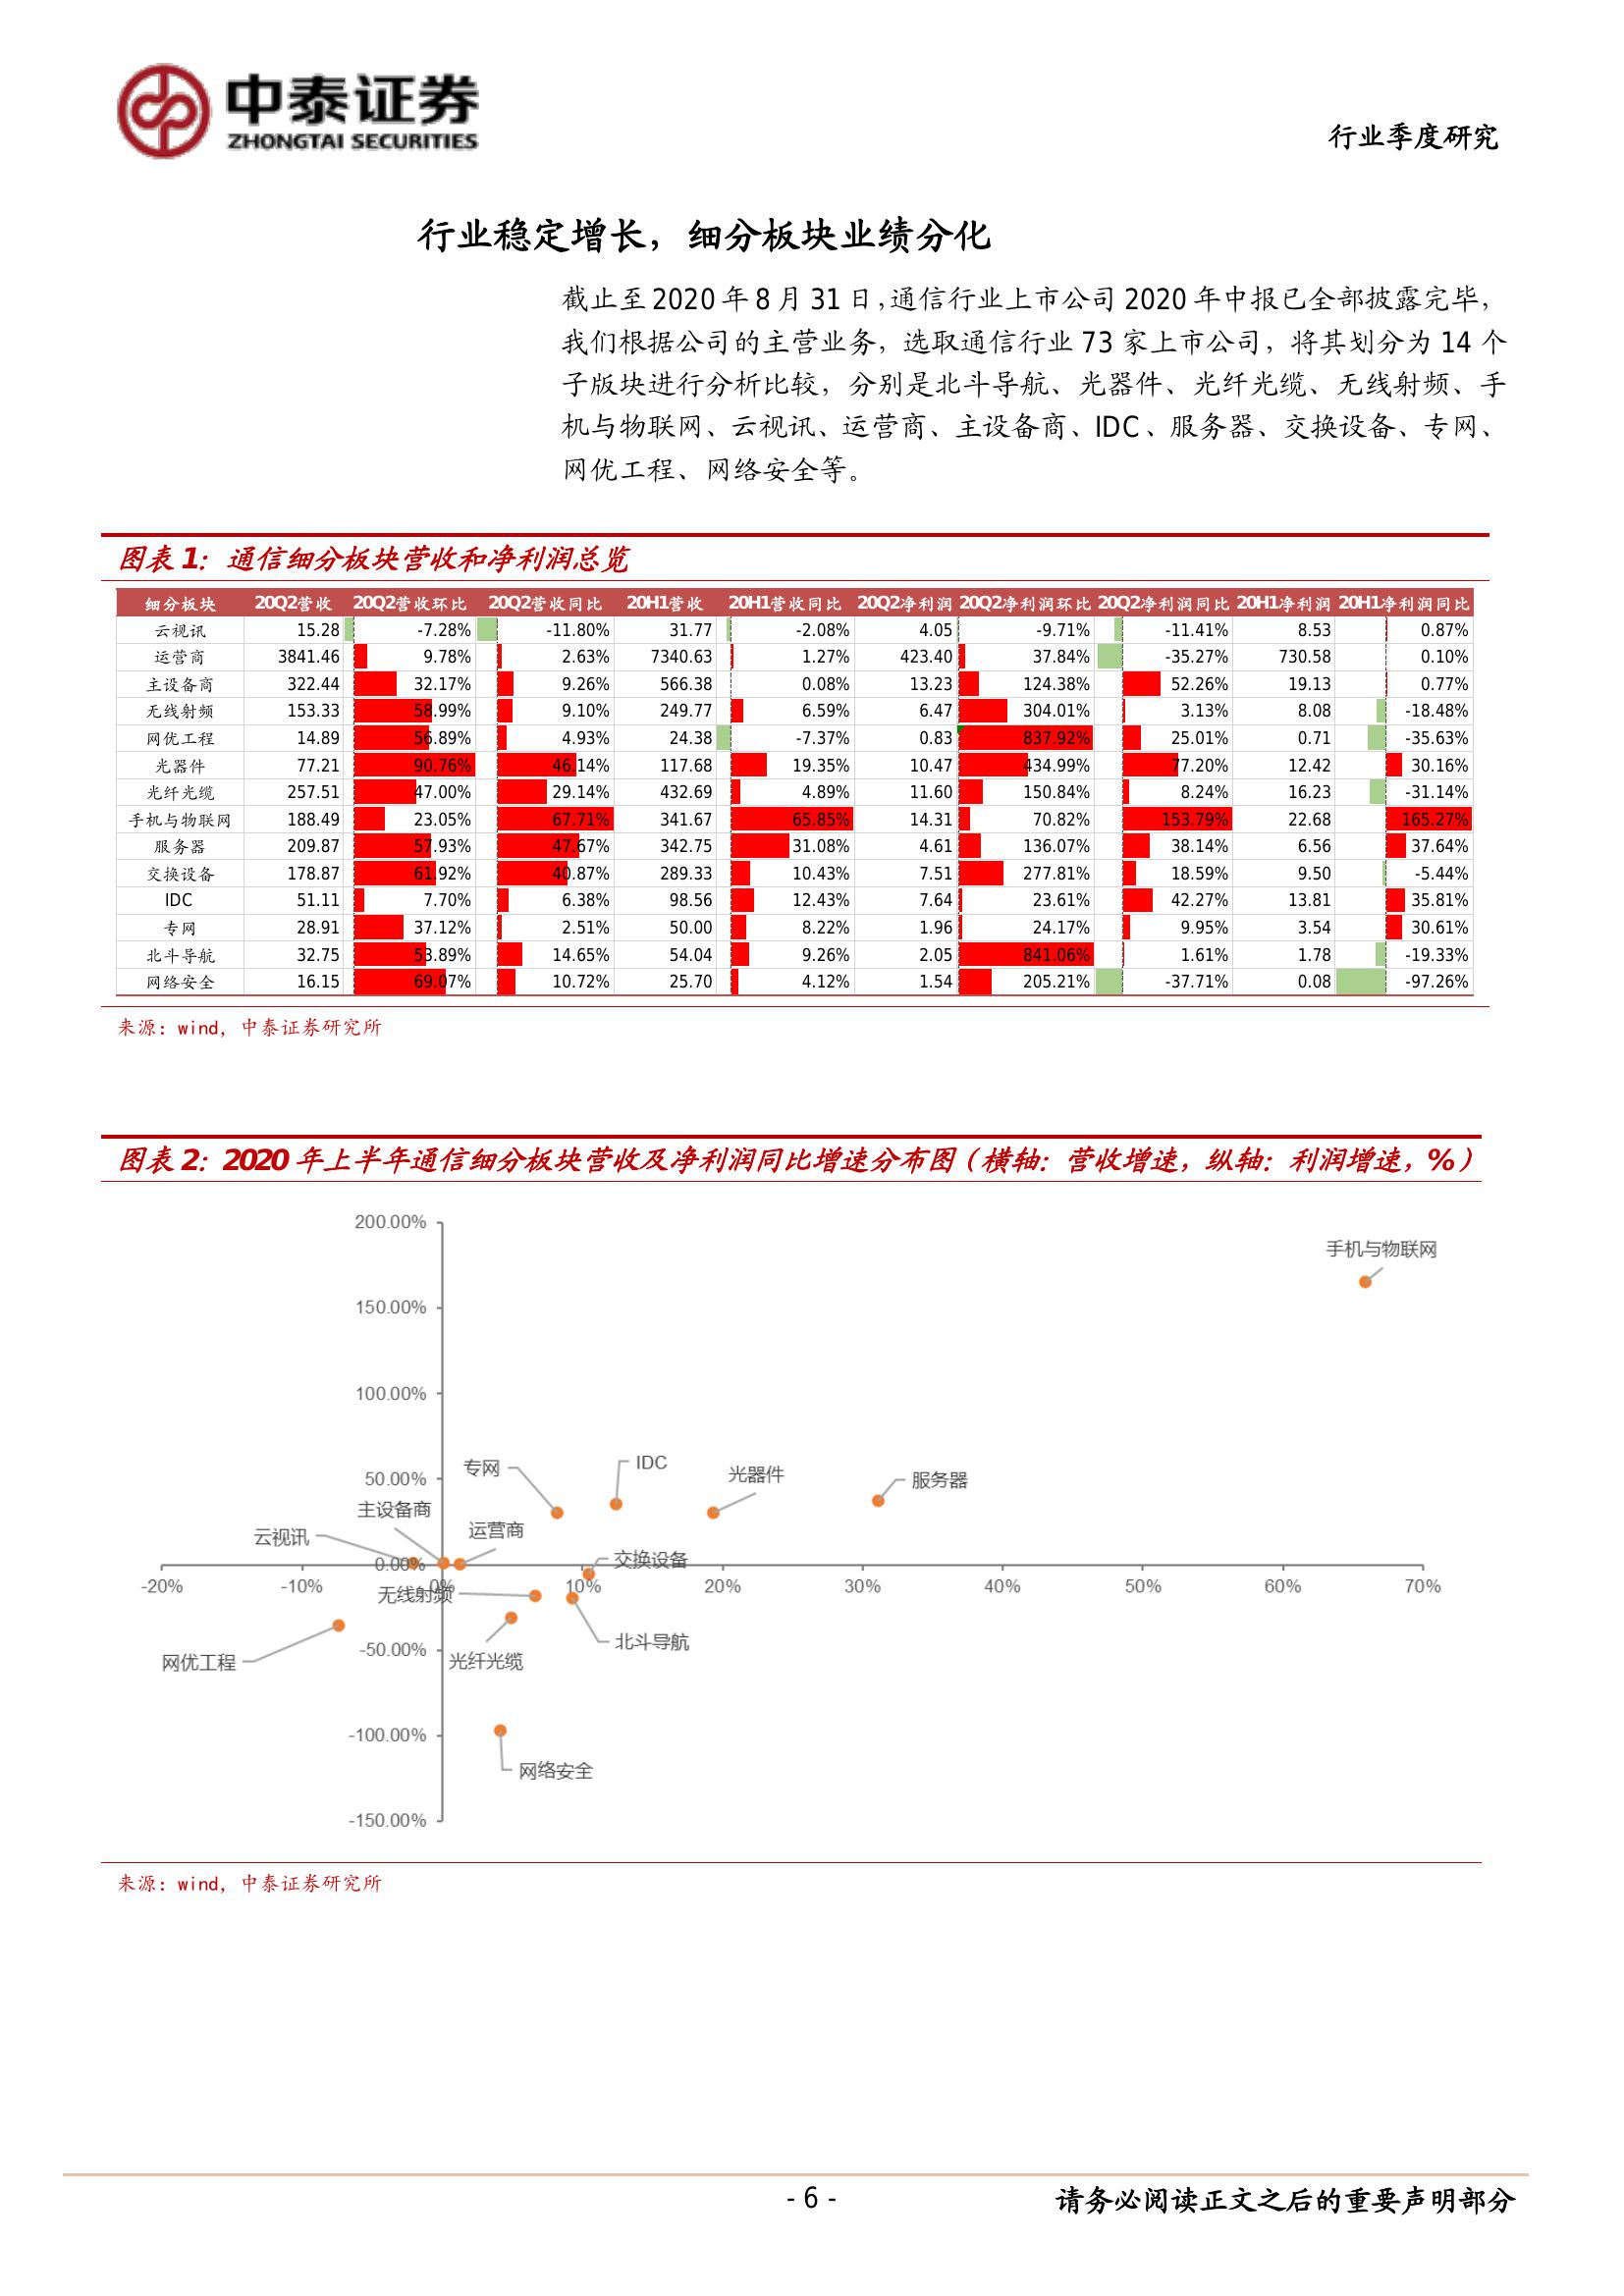 中泰证券
ZHONGTAI SECURITIES
行业季度研究
行业稳定增长，细分板块业绩分化
截止至 2020 年 8 月 31 日，通信行业上市公司 2020 年中报已全部披露完毕，
我们根据公司的主营业务，选取通信行业 73 家上市公司，将其划分为 14 个
子版块进行分析比较，分别是北斗导航、光器件、光纤光缆、无线射频、手
机与物联网、云视讯、运营商、主设备商、IDC、服务器、交换设备、专网、
网优工程、网络安全等。
图表 1：通信细分板块营收和净利润总览
细分板块 20Q2营收 20Q2营收环比 20Q2营收同比 20H1营收 20H1营收同比 20Q2净利润 20Q2净利润环比 20Q2净利润同比 20H1净利润 20H1净利润同比
云视讯 15.28 -7.28% -11.80% 31.77 -2.08% 4.05 -9.71% -11.41% 8.53 0.87%
运营商 3841.46 9.78% 2.63% 7340.63 1.27% 423.40 37.84% -35.27% 730.58 0.10%
主设备商 322.44 32.17% 9.26% 566.38 0.08% 13.23 124.38% 52.26% 19.13 0.77%
无线射频 153.33 58.99% 9.10% 249.77 6.59% 6.47 304.01% 3.13% 8.08 -18.48%
网优工程 14.89 56.89% 4.93% 24.38 -7.37% 0.83 837.92% 25.01% 0.71 -35.63%
光器件 77.21 90.76% 46.14% 117.68 19.35% 10.47 434.99% 77.20% 12.42 30.16%
光纤光缆 257.51 47.00% 29.14% 432.69 4.89% 11.60 150.84% 8.24% 16.23 -31.14%
手机与物联网 188.49 23.05% 67.71% 341.67 65.85% 14.31 70.82% 153.79% 22.68 165.27%
服务器 209.87 57.93% 47.67% 342.75 31.08% 4.61 136.07% 38.14% 6.56 37.64%
交换设备 178.87 61.92% 40.87% 289.33 10.43% 7.51 277.81% 18.59% 9.50 -5.44%
IDC 51.11 7.70% 6.38% 98.56 12.43% 7.64 23.61% 42.27% 13.81 35.81%
专网 28.91 37.12% 2.51% 50.00 8.22% 1.96 24.17% 9.95% 3.54 30.61%
北斗导航 32.75 53.89% 14.65% 54.04 9.26% 2.05 841.06% 1.61% 1.78 -19.33%
网络安全 16.15 69.07% 10.72% 25.70 4.12% 1.54 205.21% -37.71% 0.08 -97.26%
来源：wind，中泰证券研究所
图表 2：2020 年上半年通信细分板块营收及净利润同比增速分布图（横轴：营收增速，纵轴：利润增速，%）
200.00%
手机与物联网
150.00%
100.00%
专网 IDC 光器件 服务器
50.00%
主设备商
云视讯 运营商
0.00% 交换设备
-20% -10% 0% 10% 20% 30% 40% 50% 60% 70%
无线射频
北斗导航
-50.00%
网优工程 光纤光缆
-100.00%
网络安全
-150.00%
来源：wind，中泰证券研究所
- 6 -
请务必阅读正文之后的重要声明部分